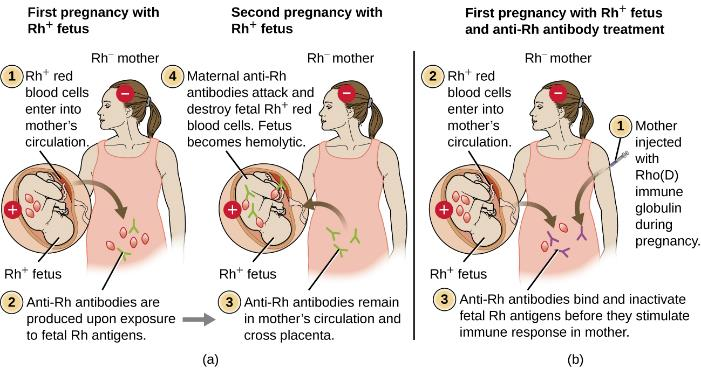 First pregnancy with
Rh⁺ fetus
Second pregnancy with
Rh⁺ fetus
First pregnancy with Rh⁺ fetus
and anti-Rh antibody treatment
Rh⁻ mother
1 Rh⁺ red
blood cells
enter into
mother’s
circulation.
−
+
Rh⁺ fetus
2 Anti-Rh antibodies are
produced upon exposure
to fetal Rh antigens.
Rh⁻ mother
4 Maternal anti-Rh
antibodies attack and
destroy fetal Rh⁺ red
blood cells. Fetus
becomes hemolytic.
−
+
Rh⁺ fetus
3 Anti-Rh antibodies remain
in mother’s circulation and
cross placenta.
(a)
Rh⁻ mother
2 Rh⁺ red
blood cells
enter into
mother’s
circulation.
−
1 Mother
injected
with
Rho(D)
immune
globulin
during
pregnancy.
+
Rh⁺ fetus
3 Anti-Rh antibodies bind and inactivate
fetal Rh antigens before they stimulate
immune response in mother.
(b)